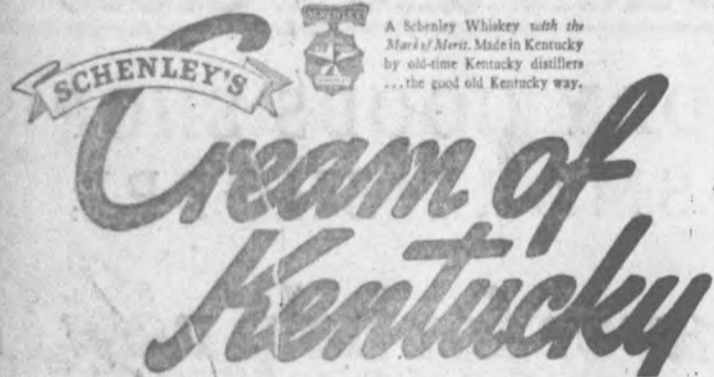 SCHENLEY
A Schenley Whiskey with the
Mark of Merit. Made in Kentucky
by old-time Kentucky distillers
...the good old Kentucky way.
SCHENLEY'S
Cream of
Kentucky